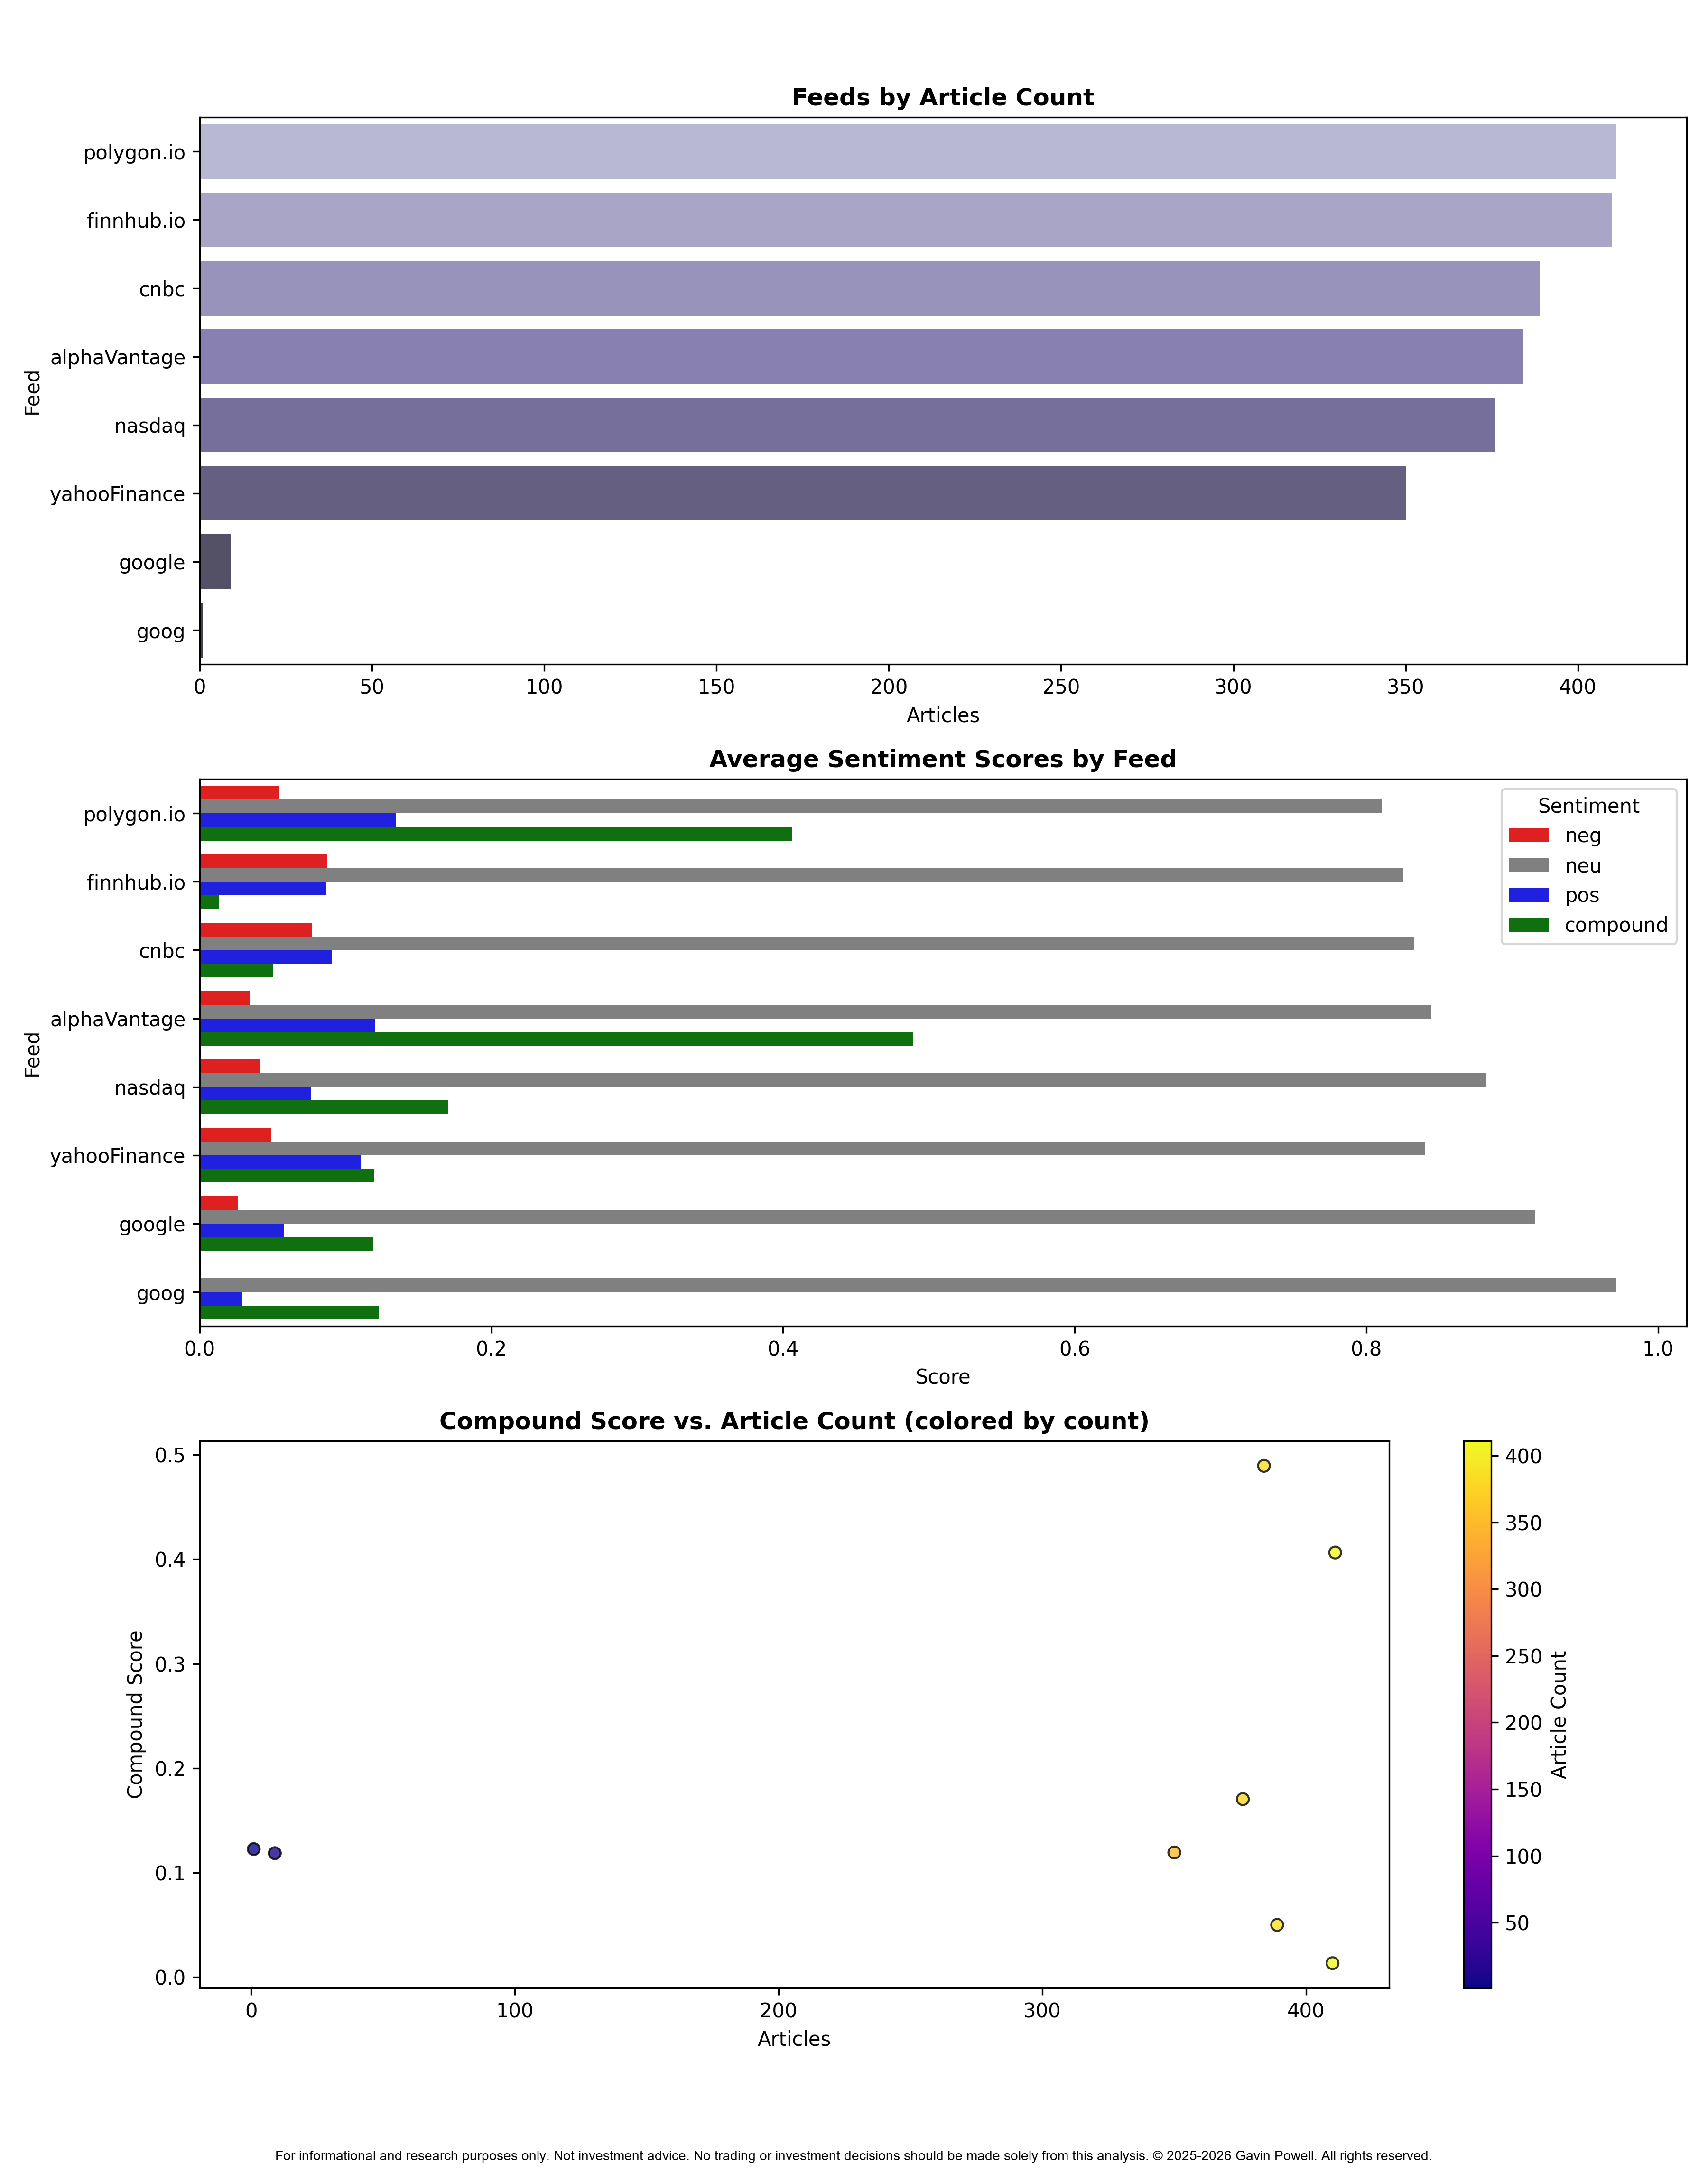 Feeds by Article Count
polygon.io
finnhub.io
cnbc
alphaVantage
nasdaq
yahooFinance
google
goog
Feed
0 50 100 150 200 250 300 350 400
Articles
Average Sentiment Scores by Feed
polygon.io
finnhub.io
cnbc
alphaVantage
nasdaq
yahooFinance
google
goog
Feed
Sentiment
neg
neu
pos
compound
0.0 0.2 0.4 0.6 0.8 1.0
Score
Compound Score vs. Article Count (colored by count)
0.5
0.4
0.3
0.2
0.1
0.0
Compound Score
0 100 200 300 400
Articles
400
350
300
250
200
150
100
50
Article Count
For informational and research purposes only. Not investment advice. No trading or investment decisions should be made solely from this analysis. © 2025-2026 Gavin Powell. All rights reserved.